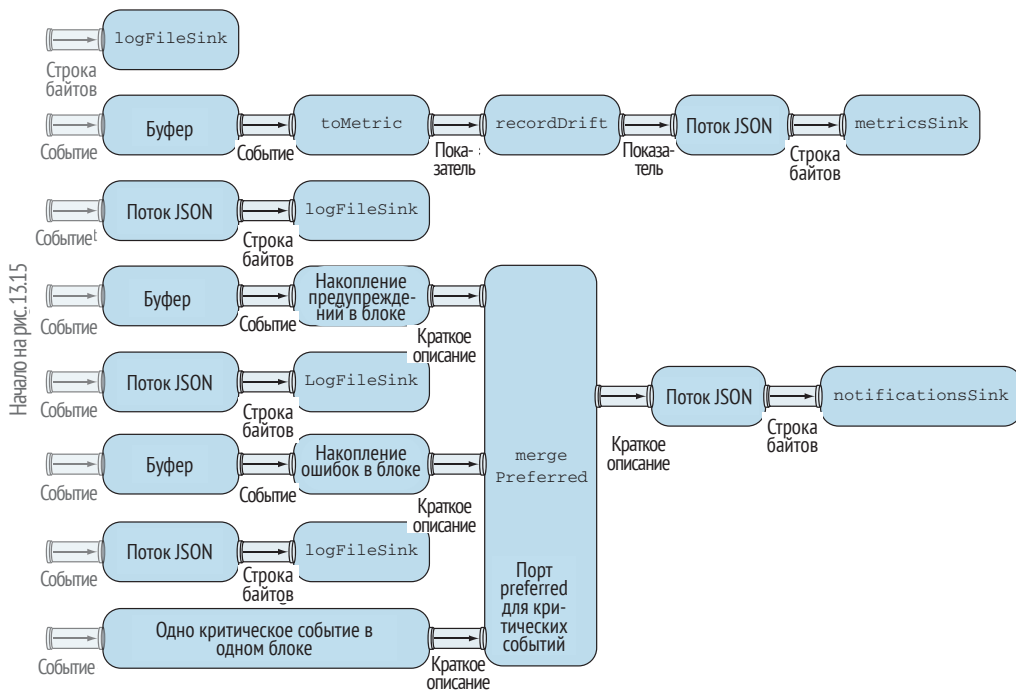 logFileSink
Строка
байтов
Буфер
toMetric
recordDrift
Поток JSON
metricsSink
Событие
Событие
Пока-
затель
Показа-
тель
Строка
байтов
Поток JSON
logFileSink
Событие
Строка
байтов
Начало на рис. 13.15
Буфер
Накопление
предупрежде-
ний в блоке
Событие
Событие
Краткое
описание
Поток JSON
LogFileSink
Событие
Строка
байтов
Поток JSON
notificationsSink
Краткое
описание
Строка
байтов
merge
Preferred
Буфер
Накопление
ошибок в блоке
Событие
Событие
Краткое
описание
Поток JSON
logFileSink
Событие
Строка
байтов
Порт
preferred
для кри-
тических
событий
Одно критическое событие в
одном блоке
Событие
Краткое
описание